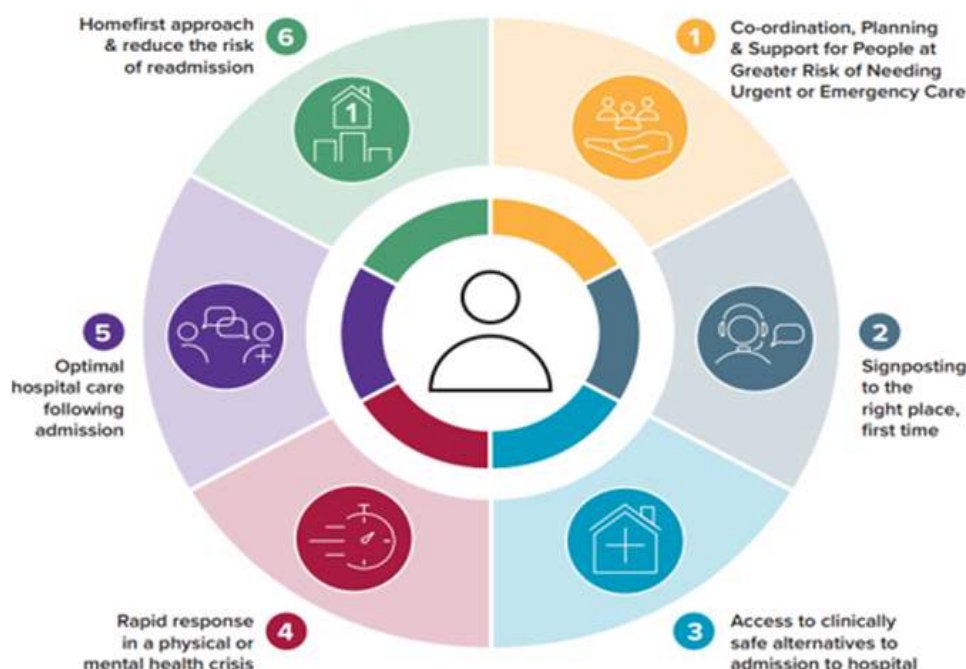 1
Co-ordination, Planning
& Support for People at
Greater Risk of Needing
Urgent or Emergency Care
2
Signposting
to the
right place,
first time
3
Access to clinically
safe alternatives to
admission to hospital
4
Rapid response
in a physical or
mental health crisis
5
Optimal
hospital care
following
admission
6
Homefirst approach
& reduce the risk
of readmission
1